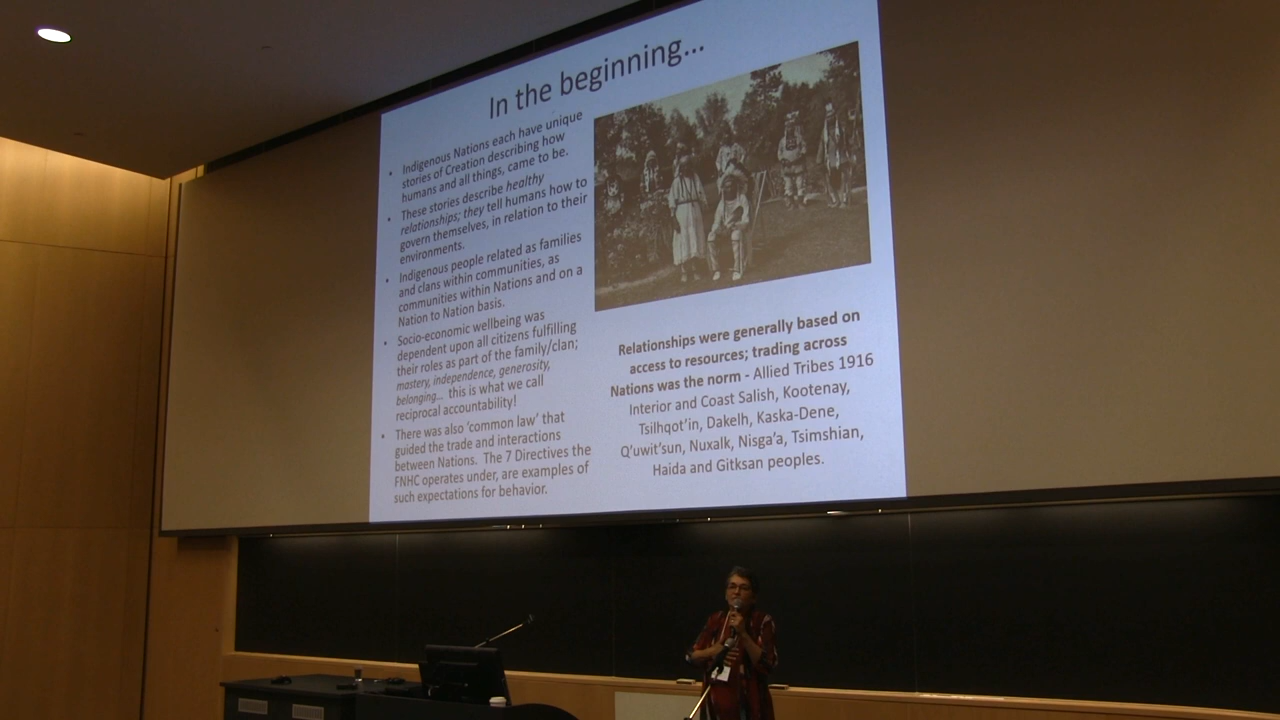 In the beginning...
• Indigenous Nations each have unique
stories of Creation describing how
humans and all things, came to be.
• These stories describe healthy
relationships; they tell humans how to
govern themselves, in relation to their
environments.
• Indigenous people related as families
and clans within communities, as
communities within Nations and on a
Nation to Nation basis.
• Socio-economic wellbeing was
dependent upon all citizens fulfilling
their roles as part of the family/clan;
mastery, independence, generosity,
belonging... this is what we call
reciprocal accountability!
• There was also 'common law' that
guided the trade and interactions
between Nations. The 7 Directives the
FNHC operates under, are examples of
such expectations for behavior.
Relationships were generally based on
access to resources; trading across
Nations was the norm - Allied Tribes 1916
Interior and Coast Salish, Kootenay,
Tsilhqot'in, Dakelh, Kaska-Dene,
Q'uwit'sun, Nuxalk, Nisga'a, Tsimshian,
Haida and Gitksan peoples.